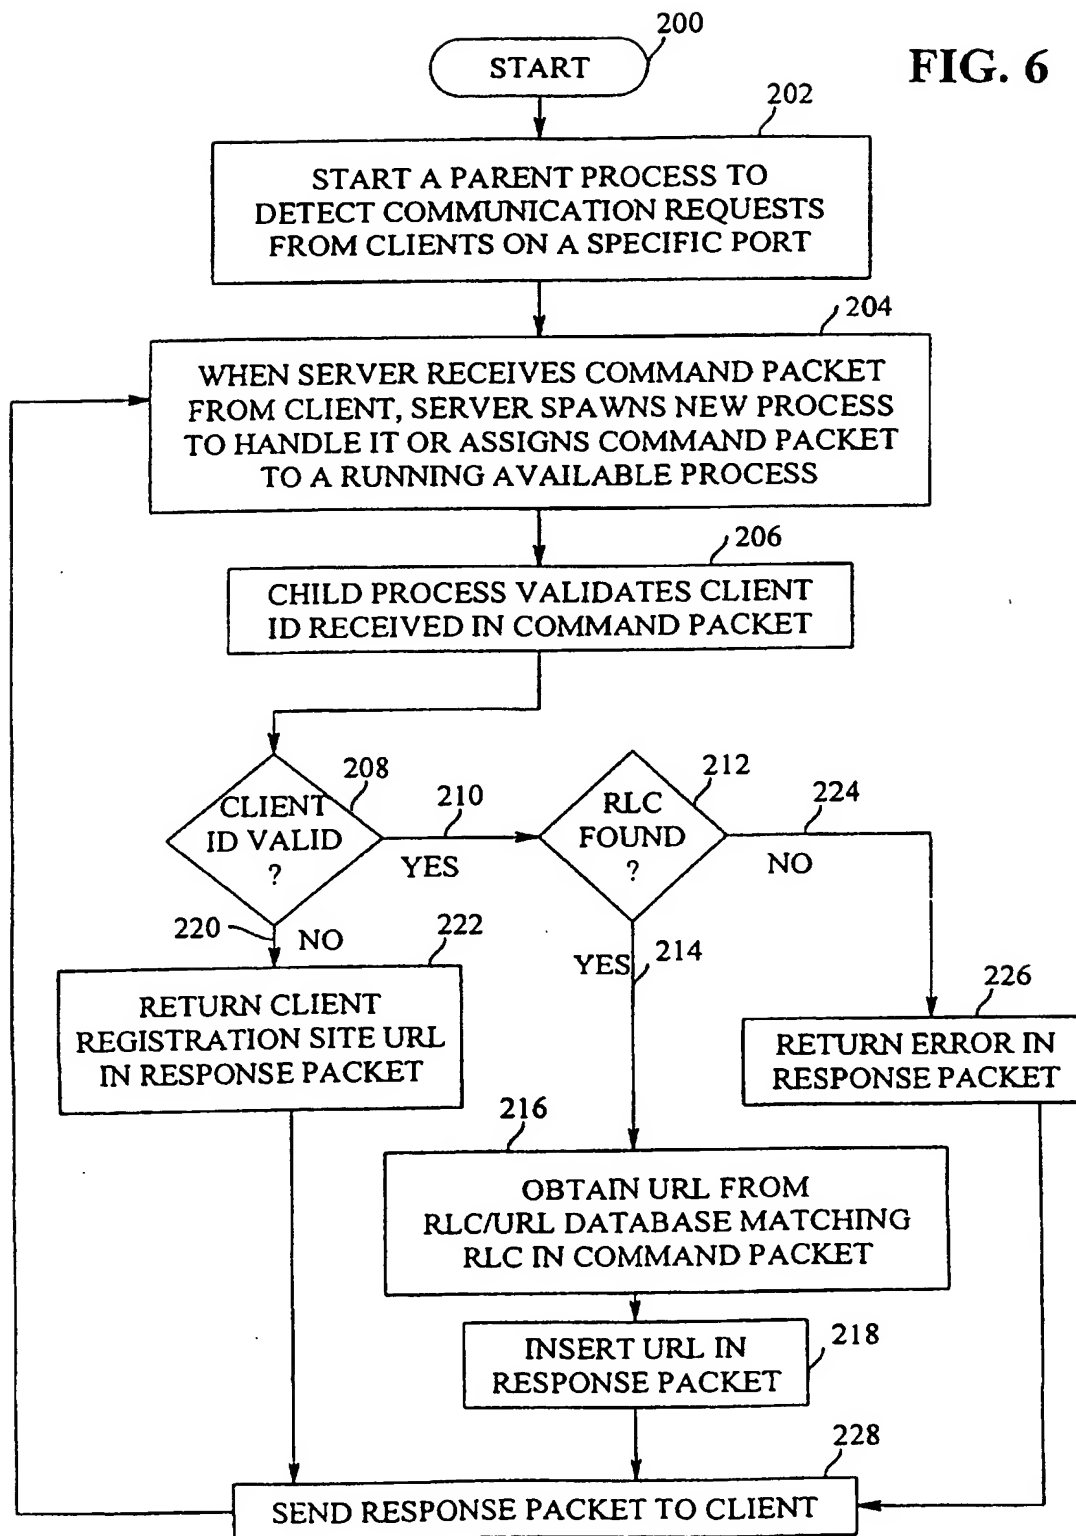 200
START
FIG. 6
202
START A PARENT PROCESS TO
DETECT COMMUNICATION REQUESTS
FROM CLIENTS ON A SPECIFIC PORT
204
WHEN SERVER RECEIVES COMMAND PACKET
FROM CLIENT, SERVER SPAWNS NEW PROCESS
TO HANDLE IT OR ASSIGNS COMMAND PACKET
TO A RUNNING AVAILABLE PROCESS
206
CHILD PROCESS VALIDATES CLIENT
ID RECEIVED IN COMMAND PACKET
208
CLIENT
ID VALID
?
210
YES
212
RLC
FOUND
?
224
NO
220
NO
222
RETURN CLIENT
REGISTRATION SITE URL
IN RESPONSE PACKET
YES
214
226
RETURN ERROR IN
RESPONSE PACKET
216
OBTAIN URL FROM
RLC/URL DATABASE MATCHING
RLC IN COMMAND PACKET
INSERT URL IN
RESPONSE PACKET
218
228
SEND RESPONSE PACKET TO CLIENT